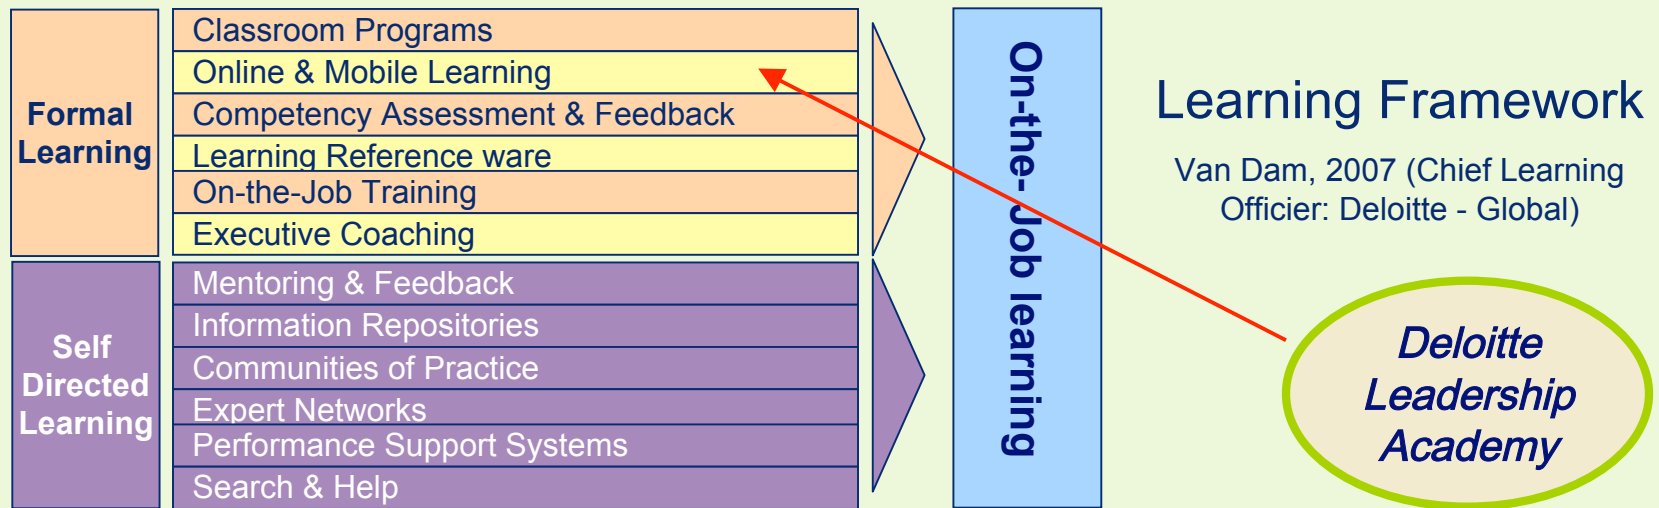 Formal
Learning
Classroom Programs
Online & Mobile Learning
Competency Assessment & Feedback
Learning Reference ware
On-the-Job Training
Executive Coaching
Self
Directed
Learning
Mentoring & Feedback
Information Repositories
Communities of Practice
Expert Networks
Performance Support Systems
Search & Help
On-the-Job learning
Learning Framework
Van Dam, 2007 (Chief Learning
Officier: Deloitte - Global)
Deloitte
Leadership
Academy